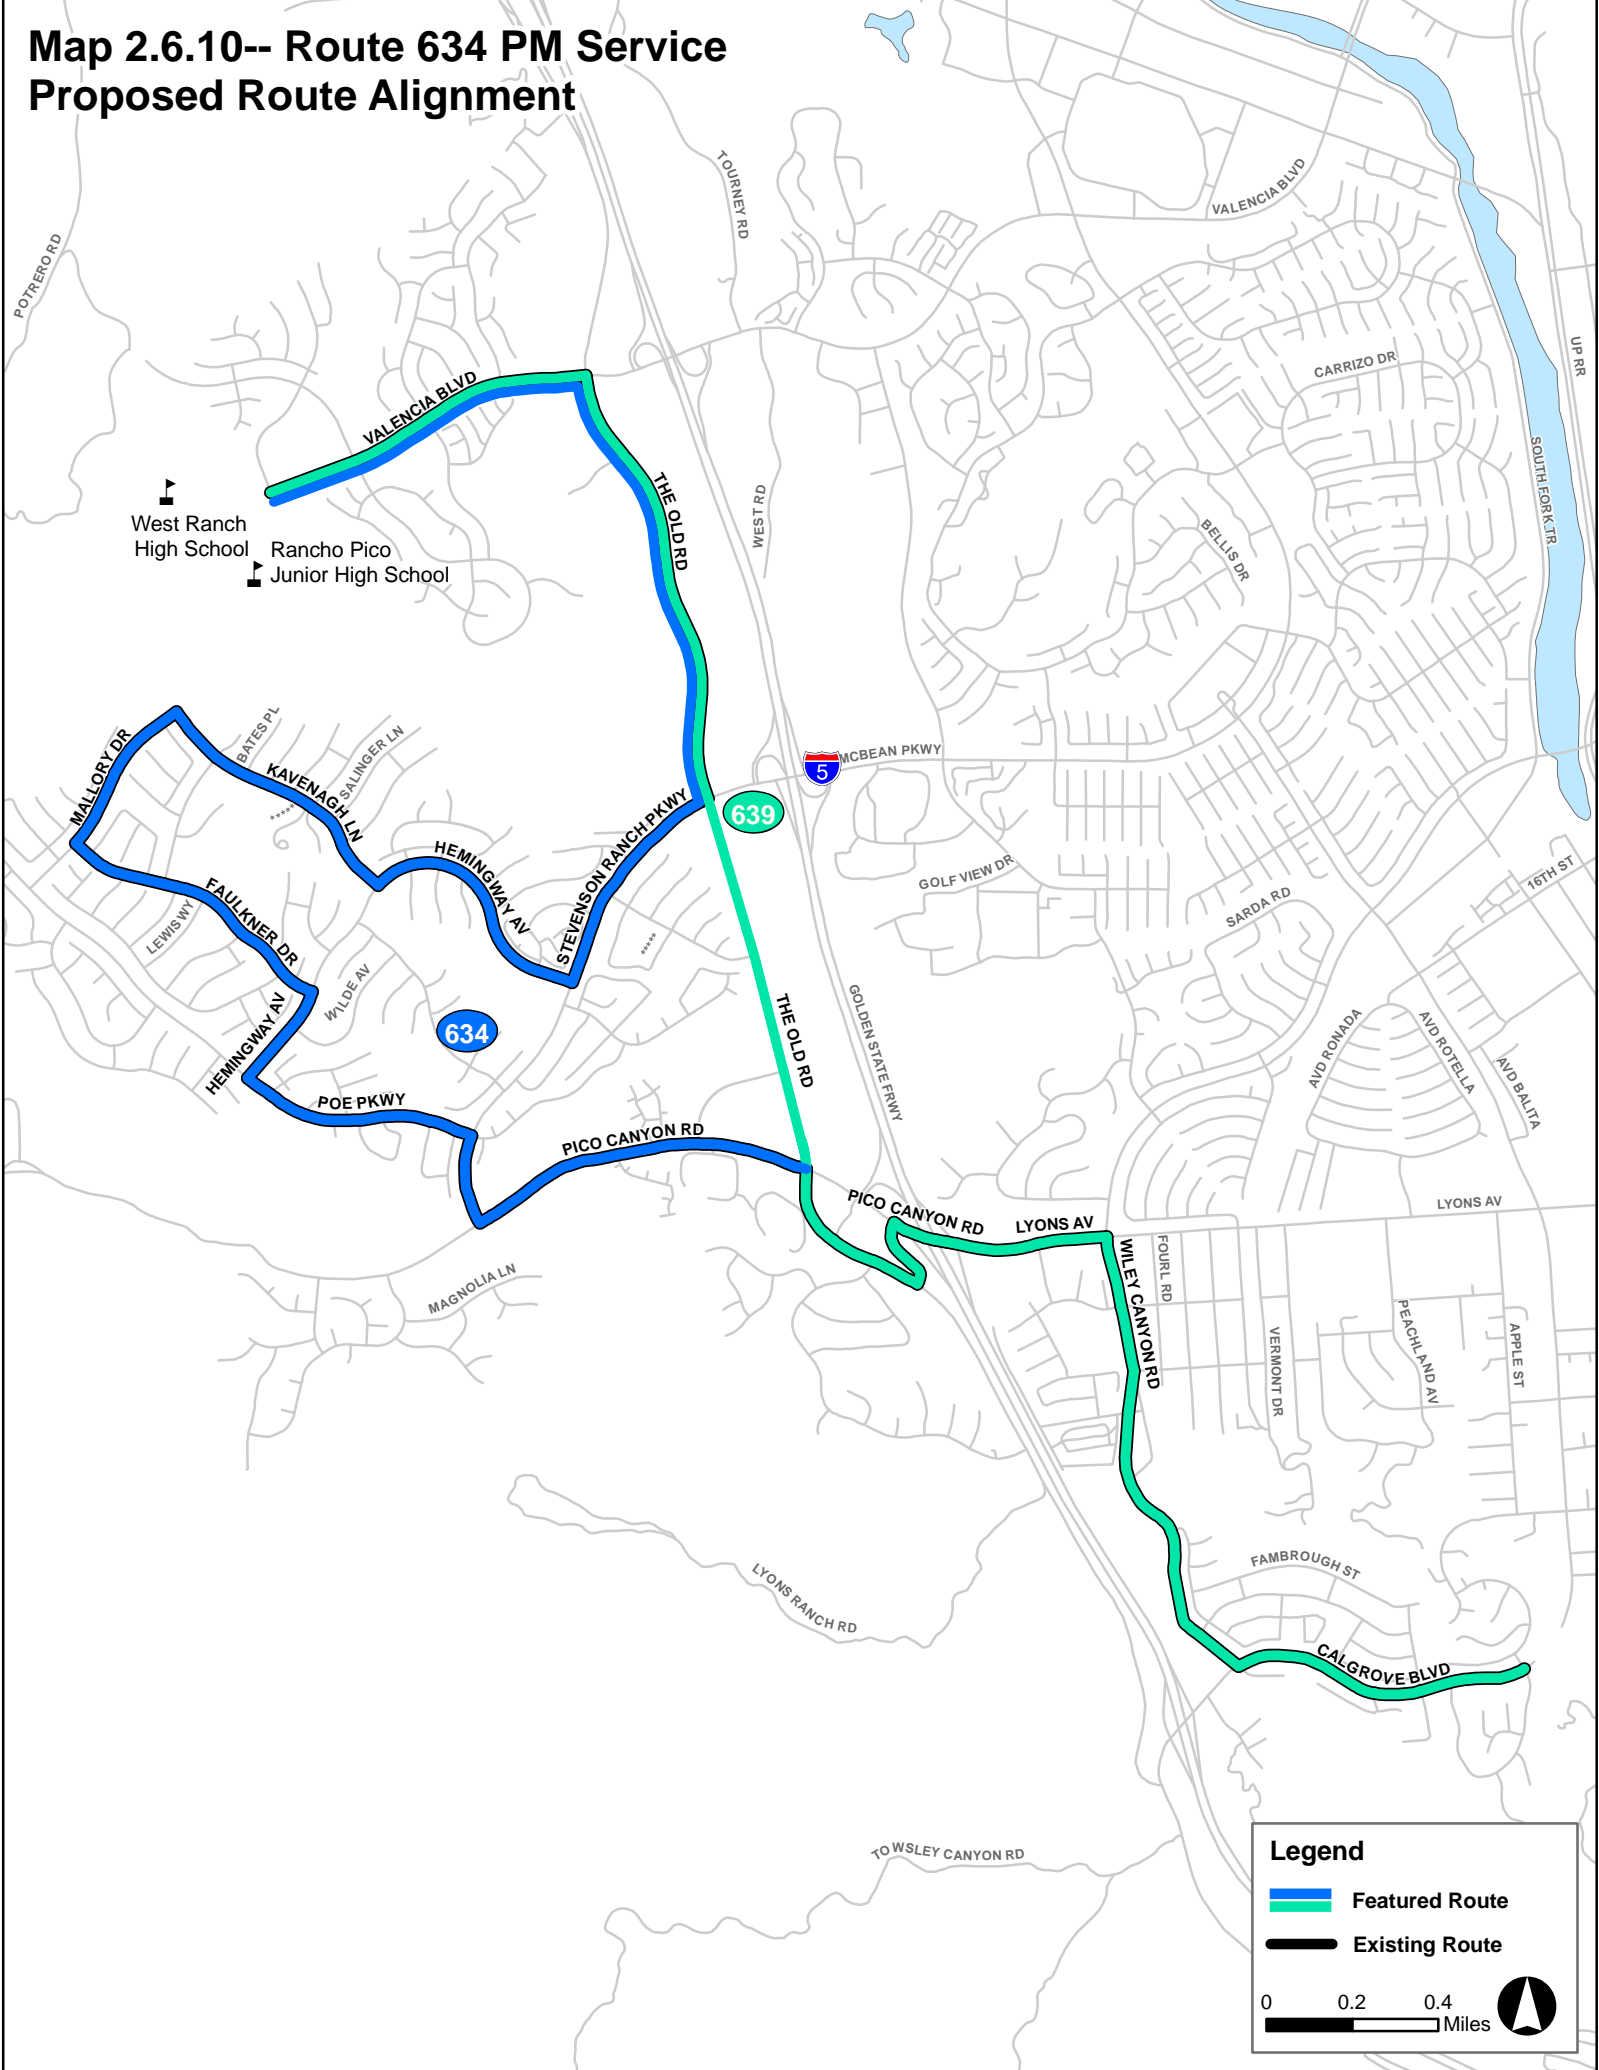 Map 2.6.10-- Route 634 PM Service
Proposed Route Alignment
POTRERO RD
TOURNEY RD
VALENCIA BLVD
UP RR
CARRIZO DR
VALENCIA BLVD
SOUTH FORK TR
THE OLD RD
WEST RD
West Ranch
High School
BELLIS DR
Rancho Pico
Junior High School
MALLORY DR
BATES PL
SALINGER LN
KAVENAGH LN
5
MCBEAN PKWY
639
STEVENSON RANCH PKWY
HEMINGWAY AV
GOLF VIEW DR
16TH ST
SARDA RD
FAULKNER DR
LEWIS WY
WILDE AV
634
HEMINGWAY AV
THE OLD RD
GOLDEN STATE FRWY
AVD RONADA
AVD ROTELLA
AVD BALITA
POE PKWY
PICO CANYON RD
PICO CANYON RD
LYONS AV
LYONS AV
WILEY CANYON RD
FOURL RD
MAGNOLIA LN
VERMONT DR
PEACHLAND AV
APPLE ST
FAMBROUGH ST
LYONS RANCH RD
CALGROVE BLVD
TOWSLEY CANYON RD
Legend
Featured Route
Existing Route
0 0.2 0.4
Miles